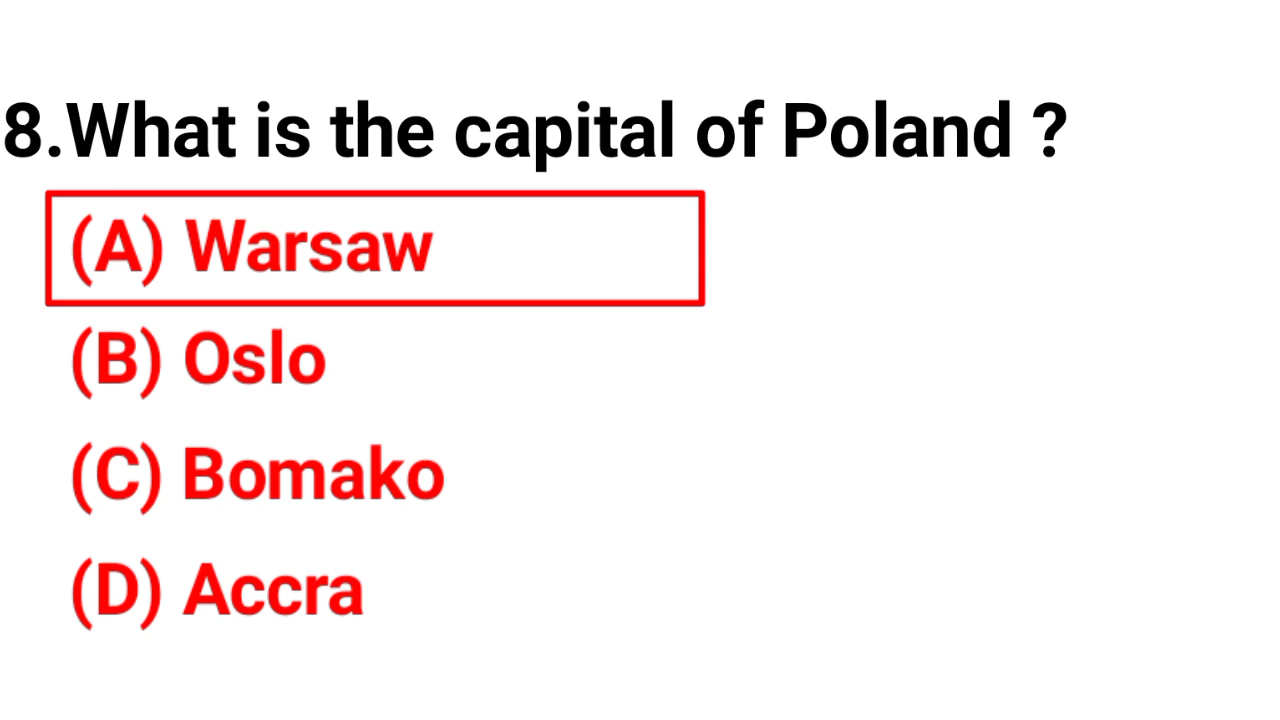 8.What is the capital of Poland ?
(A) Warsaw
(B) Oslo
(C) Bomako
(D) Accra